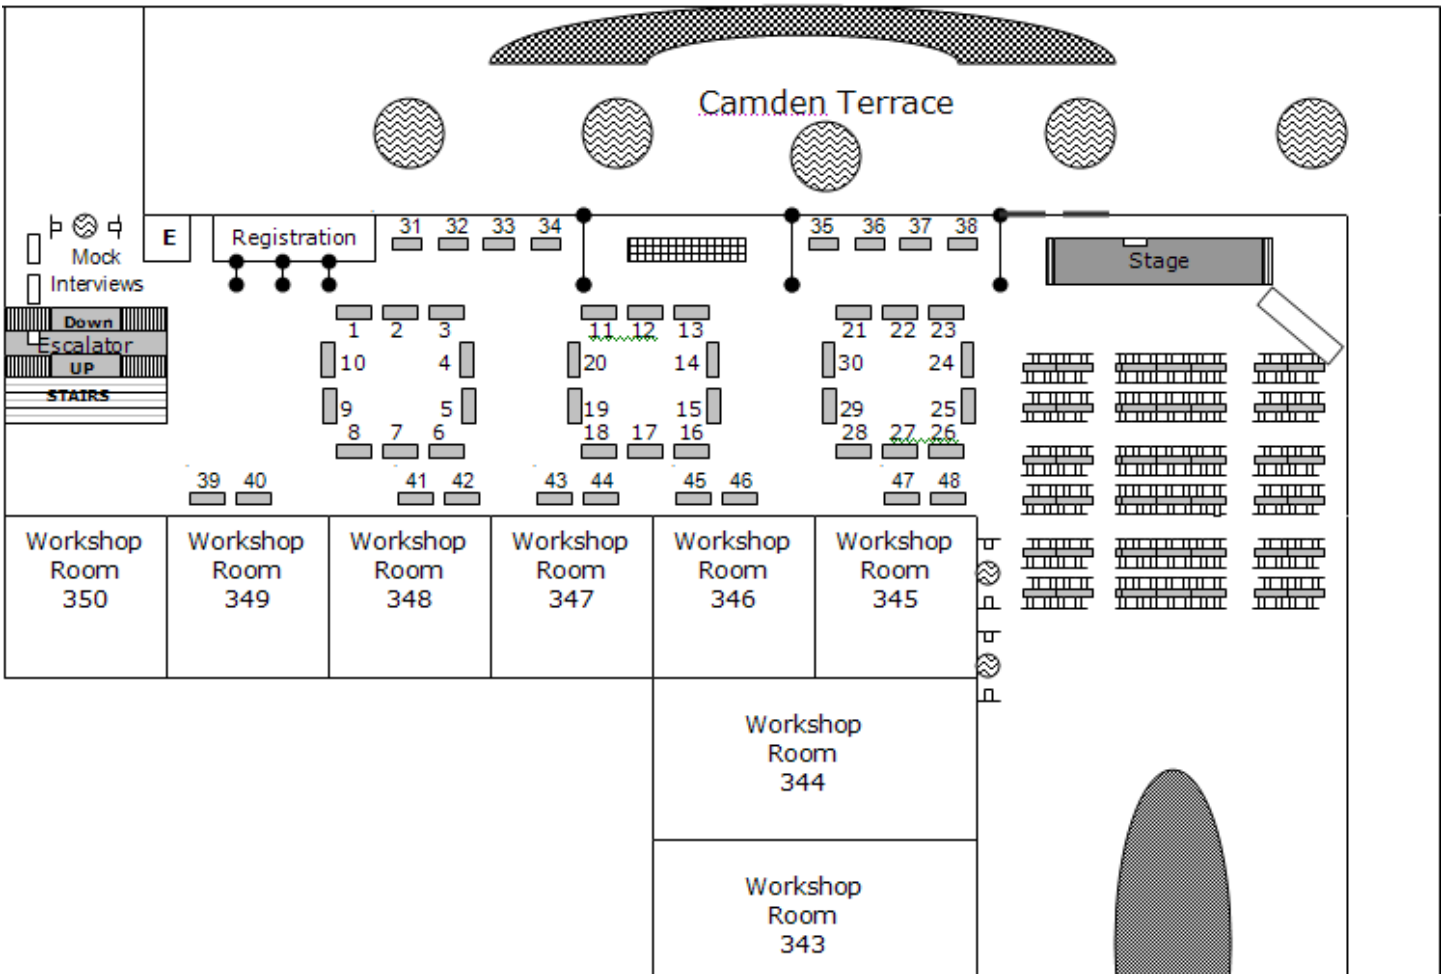 Camden Terrace
31 32 33 34 35 36 37 38
E
Registration
Mock
Interviews
Stage
Down
Escalator
UP
STAIRS
1 2 3 11 12 13 21 22 23
10 4 20 14 30 24
9 5 19 15 29 25
8 7 6 18 17 16 28 27 26
39 40 41 42 43 44 45 46 47 48
Workshop
Room
350
Workshop
Room
349
Workshop
Room
348
Workshop
Room
347
Workshop
Room
346
Workshop
Room
345
Workshop
Room
344
Workshop
Room
343